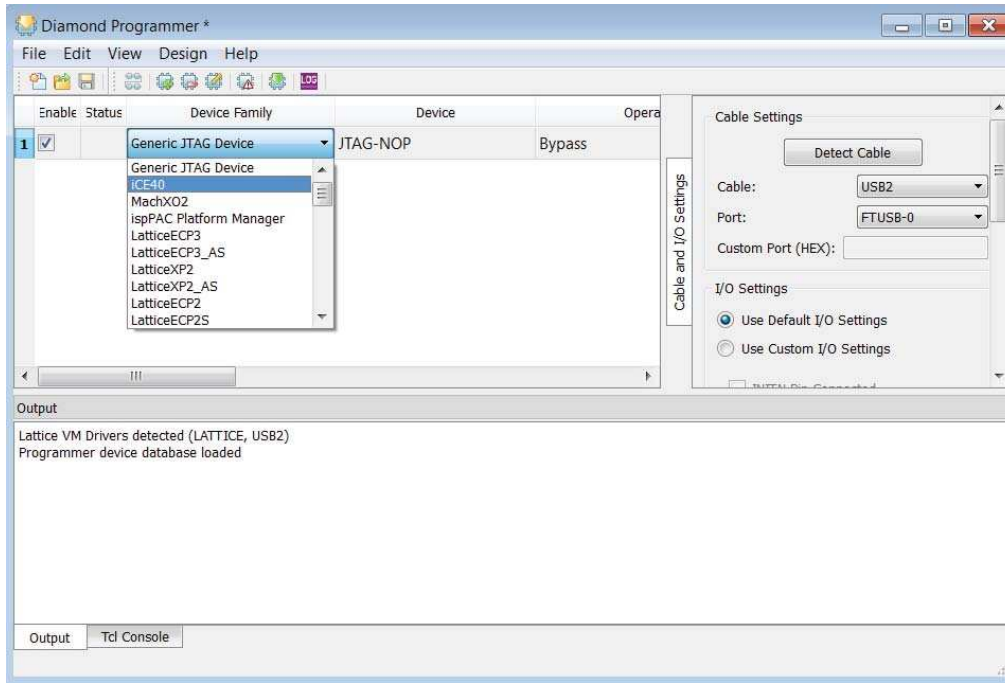 Diamond Programmer *
File Edit View Design Help
LOG
Enable Status Device Family Device Opera
1 Generic JTAG Device JTAG-NOP Bypass
Generic JTAG Device
iCE40
MachXO2
ispPAC Platform Manager
LatticeECP3
LatticeECP3_AS
LatticeXP2
LatticeXP2_AS
LatticeECP2
LatticeECP2S
Cable and I/O Settings
Cable Settings
Detect Cable
Cable: USB2
Port: FTUSB-0
Custom Port (HEX):
I/O Settings
Use Default I/O Settings
Use Custom I/O Settings
Output
Lattice VM Drivers detected (LATTICE, USB2)
Programmer device database loaded
Output Tcl Console